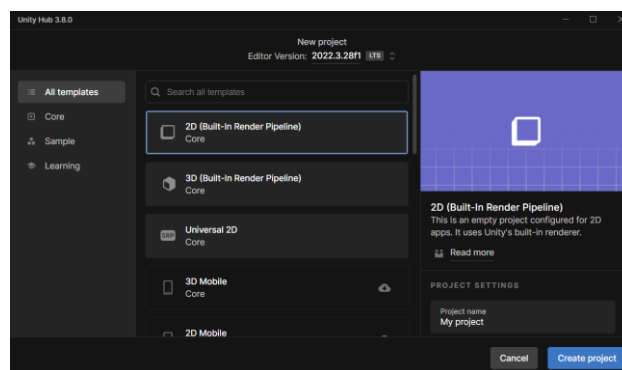 Unity Hub 3.8.0
New project
Editor Version: 2022.3.28f1 LTS
All templates
Core
Sample
Learning
Search all templates
2D (Built-In Render Pipeline)
Core
3D (Built-In Render Pipeline)
Core
SRP
Universal 2D
Core
3D Mobile
Core
2D Mobile
2D (Built-In Render Pipeline)
This is an empty project configured for 2D
apps. It uses Unity's built-in renderer.
Read more
PROJECT SETTINGS
Project name
My project
Cancel
Create project